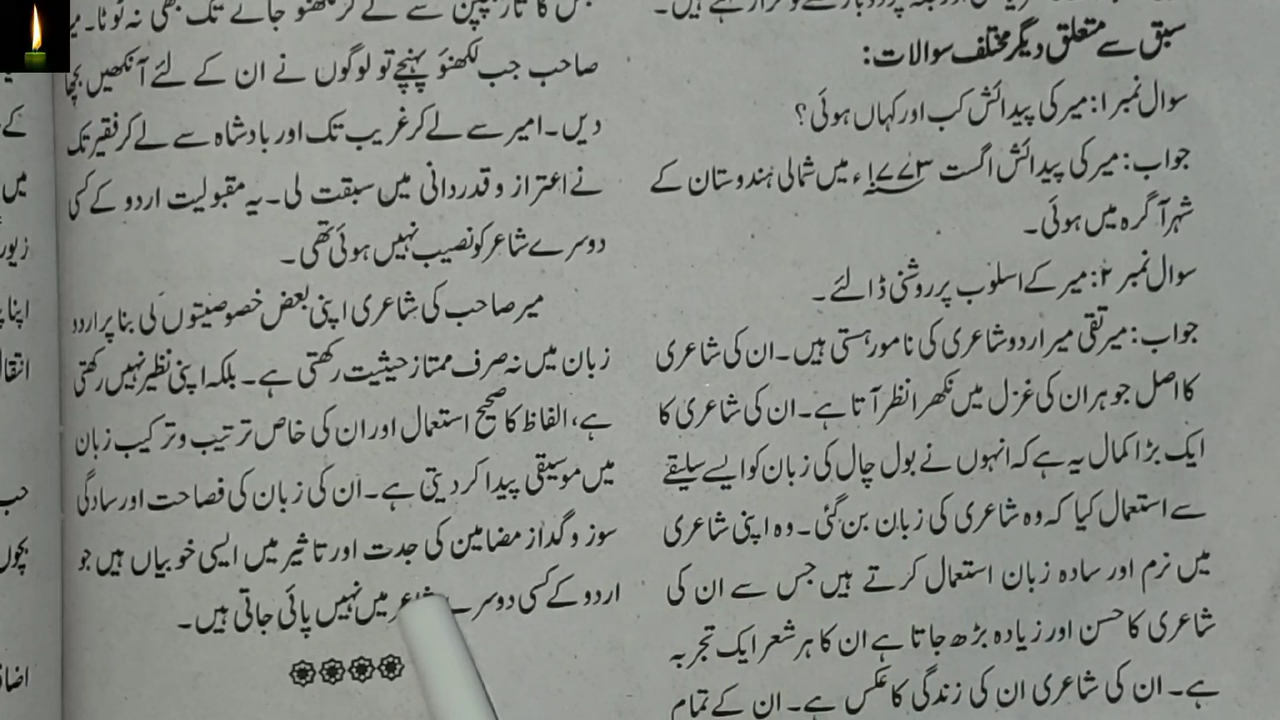 سبق سے متعلق دیگر مختلف سوالات:
سوال نمبر ۱: میر کی پیدائش کب اور کہاں ہوئی؟
جواب: میر کی پیدائش اگست ۱۷۷۳ء میں شمالی ہندوستان کے
شہر آگرہ میں ہوئی۔
سوال نمبر ۲: میر کے اسلوب پر روشنی ڈالئے۔
جواب: میر تقی میر اردو شاعری کی نامور ہستی ہیں۔ ان کی شاعری
کا اصل جوہر ان کی غزل میں نکھرا نظر آتا ہے۔ ان کی شاعری کا
ایک بڑا کمال یہ ہے کہ انہوں نے بول چال کی زبان کو ایسے سلیقے
سے استعمال کیا کہ وہ شاعری کی زبان بن گئی۔ وہ اپنی شاعری
میں نرم اور سادہ زبان استعمال کرتے ہیں جس سے ان کی
شاعری کا حسن اور زیادہ بڑھ جاتا ہے ان کا ہر شعر ایک تجربہ
ہے۔ ان کی شاعری ان کی زندگی کا عکس ہے۔ ان کے تمام
سے لے کر لکھنؤ جانے تک بھی نہ ٹوٹا۔
صاحب جب لکھنؤ پہنچے تو لوگوں نے ان کے لئے آنکھیں بچھا
دیں۔ امیر سے لے کر غریب تک اور بادشاہ سے لے کر فقیر تک
نے اعتراز و قدردانی میں سبقت لی۔ یہ مقبولیت اردو کے کسی
دوسرے شاعر کو نصیب نہیں ہوئی تھی۔
میر صاحب کی شاعری اپنی بعض خصوصیتوں کی بنا پر اردو
زبان میں نہ صرف ممتاز حیثیت رکھتی ہے۔ بلکہ اپنی نظیر نہیں رکھتی
ہے، الفاظ کا صحیح استعمال اور ان کی خاص ترتیب و ترکیب زبان
میں موسیقی پیدا کر دیتی ہے۔ ان کی زبان کی فصاحت اور سادگی
سوز و گداز مضامین کی جدت اور تاثیر میں ایسی خوبیاں ہیں جو
اردو کے کسی دوسرے شاعر میں نہیں پائی جاتی ہیں۔